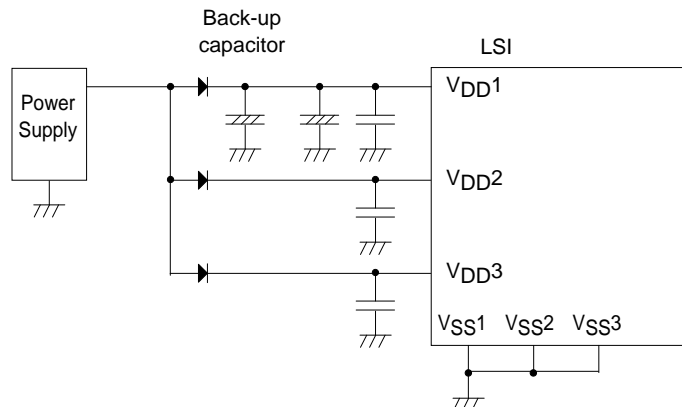 Back-up
capacitor
LSI
Power
Supply
VDD1
VDD2
VDD3
VSS1 VSS2 VSS3